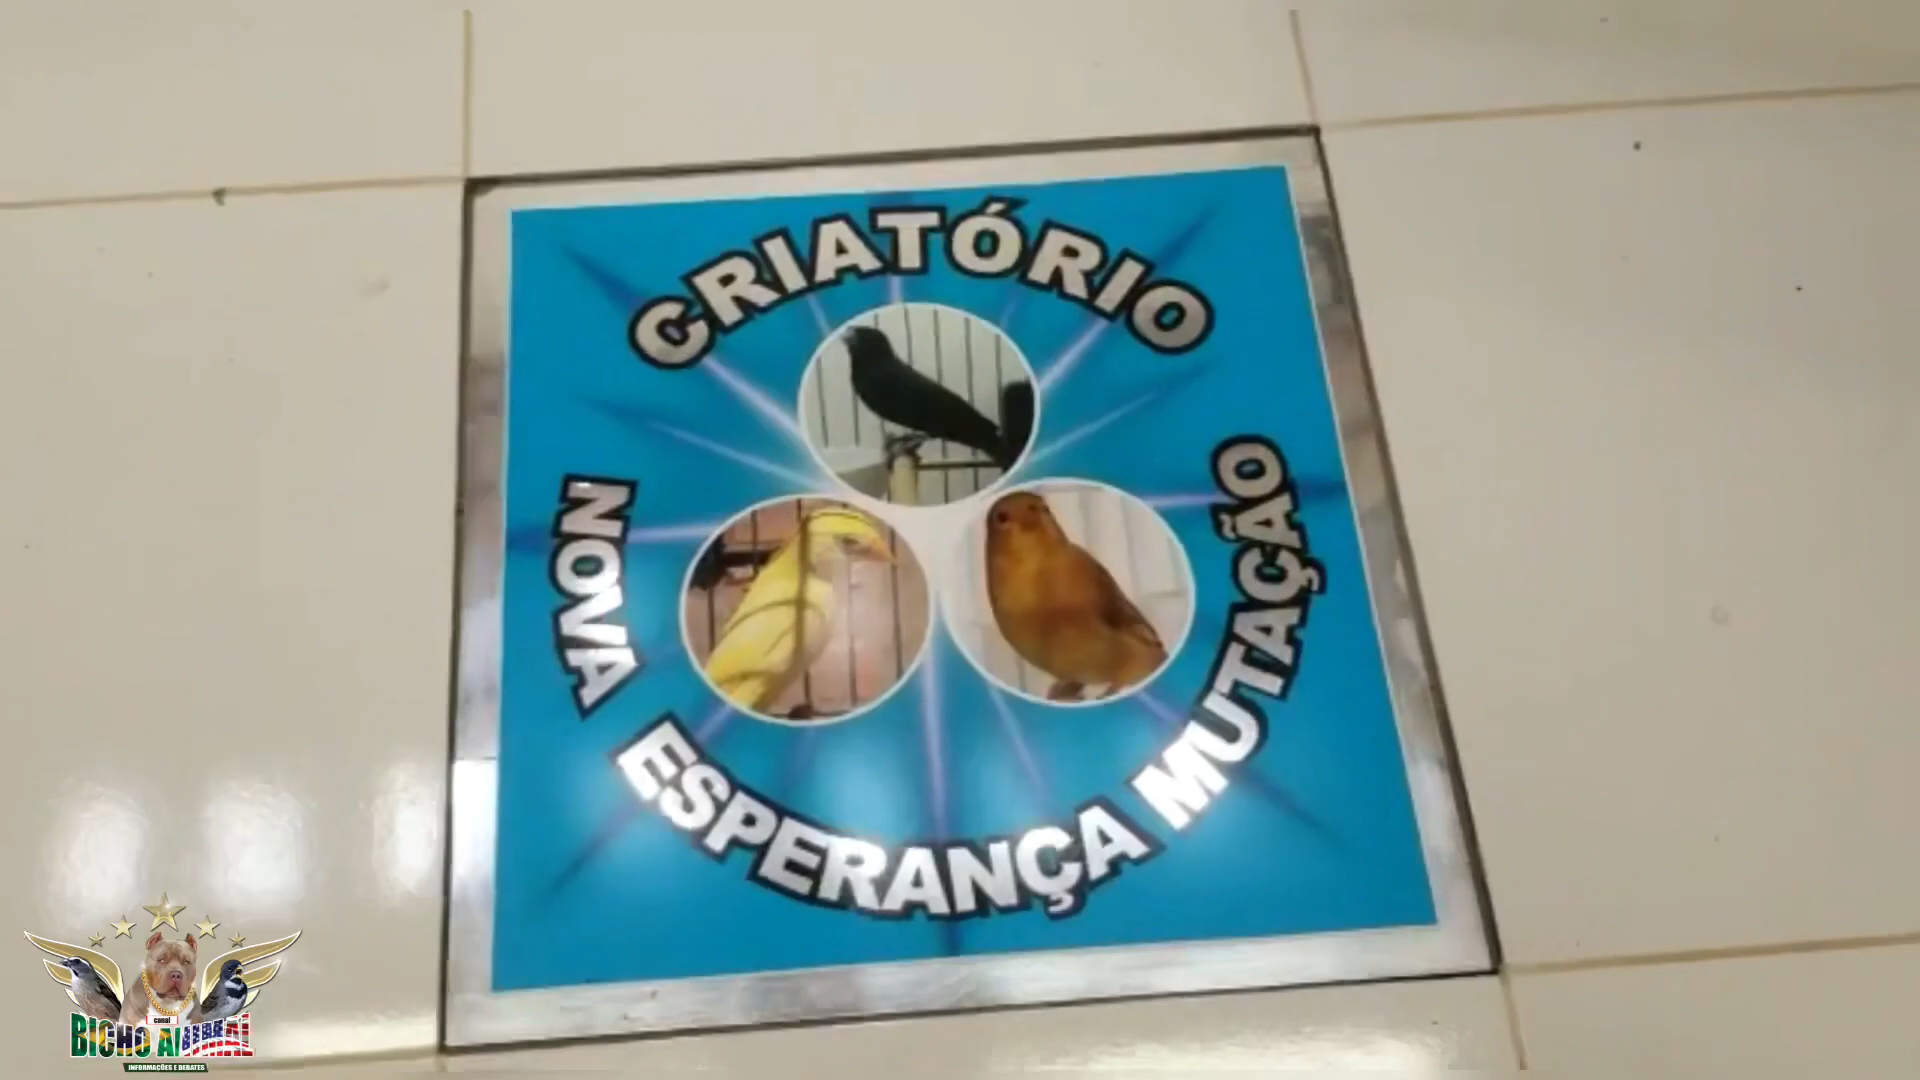 CRIATÓRIO
NOVA ESPERANÇA MUTAÇÃO
canal
BICHO ANIMAL
INFORMAÇÕES E DEBATES